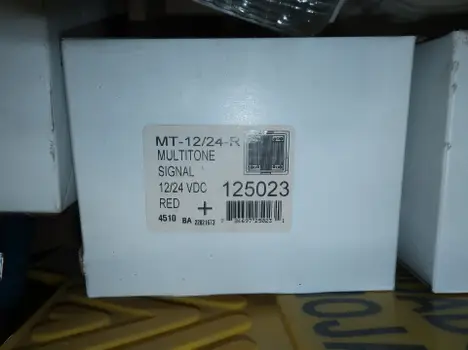 MT-12/24-R
MULTITONE
SIGNAL
12/24 VDC
125023
RED +
4510 BA